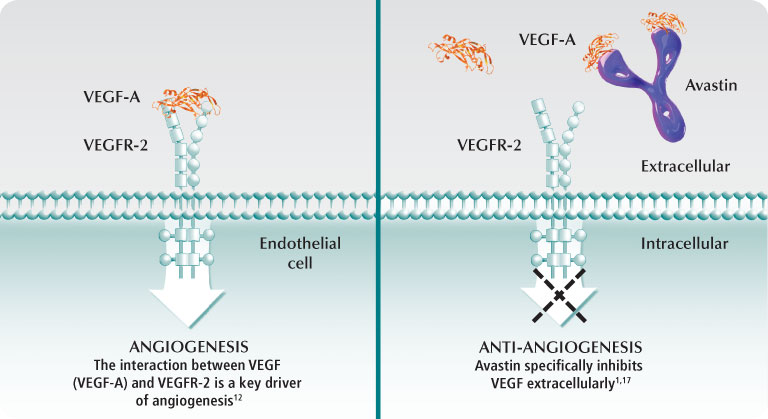 VEGF-A
VEGFR-2
Endothelial
cell
ANGIOGENESIS
The interaction between VEGF
(VEGF-A) and VEGFR-2 is a key driver
of angiogenesis¹²
VEGF-A
Avastin
VEGFR-2
Extracellular
Intracellular
ANTI-ANGIOGENESIS
Avastin specifically inhibits
VEGF extracellularly¹,¹⁷